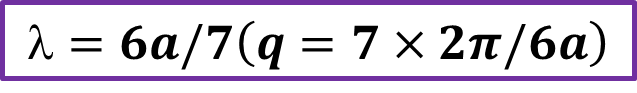 λ = 6a/7(q = 7 × 2π/6a)